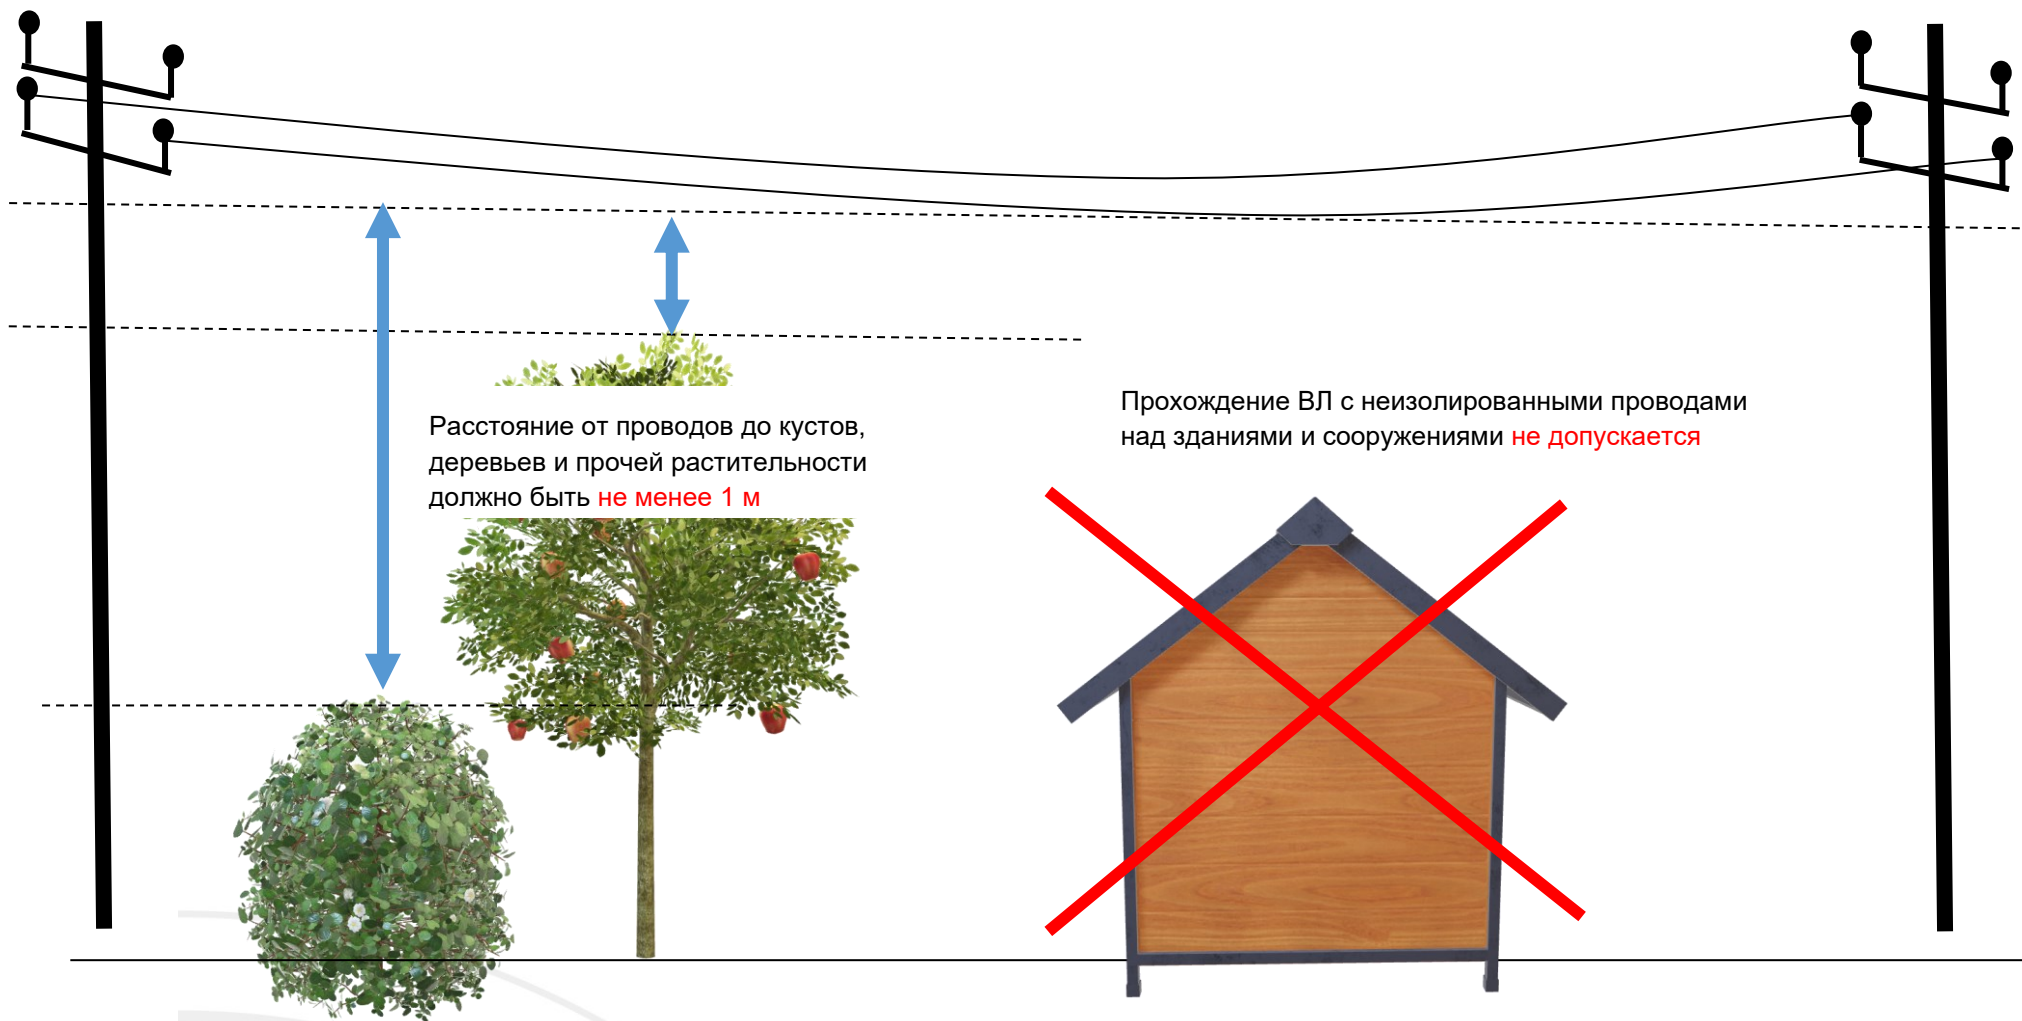 Расстояние от проводов до кустов,
деревьев и прочей растительности
должно быть не менее 1 м
Прохождение ВЛ с неизолированными проводами
над зданиями и сооружениями не допускается